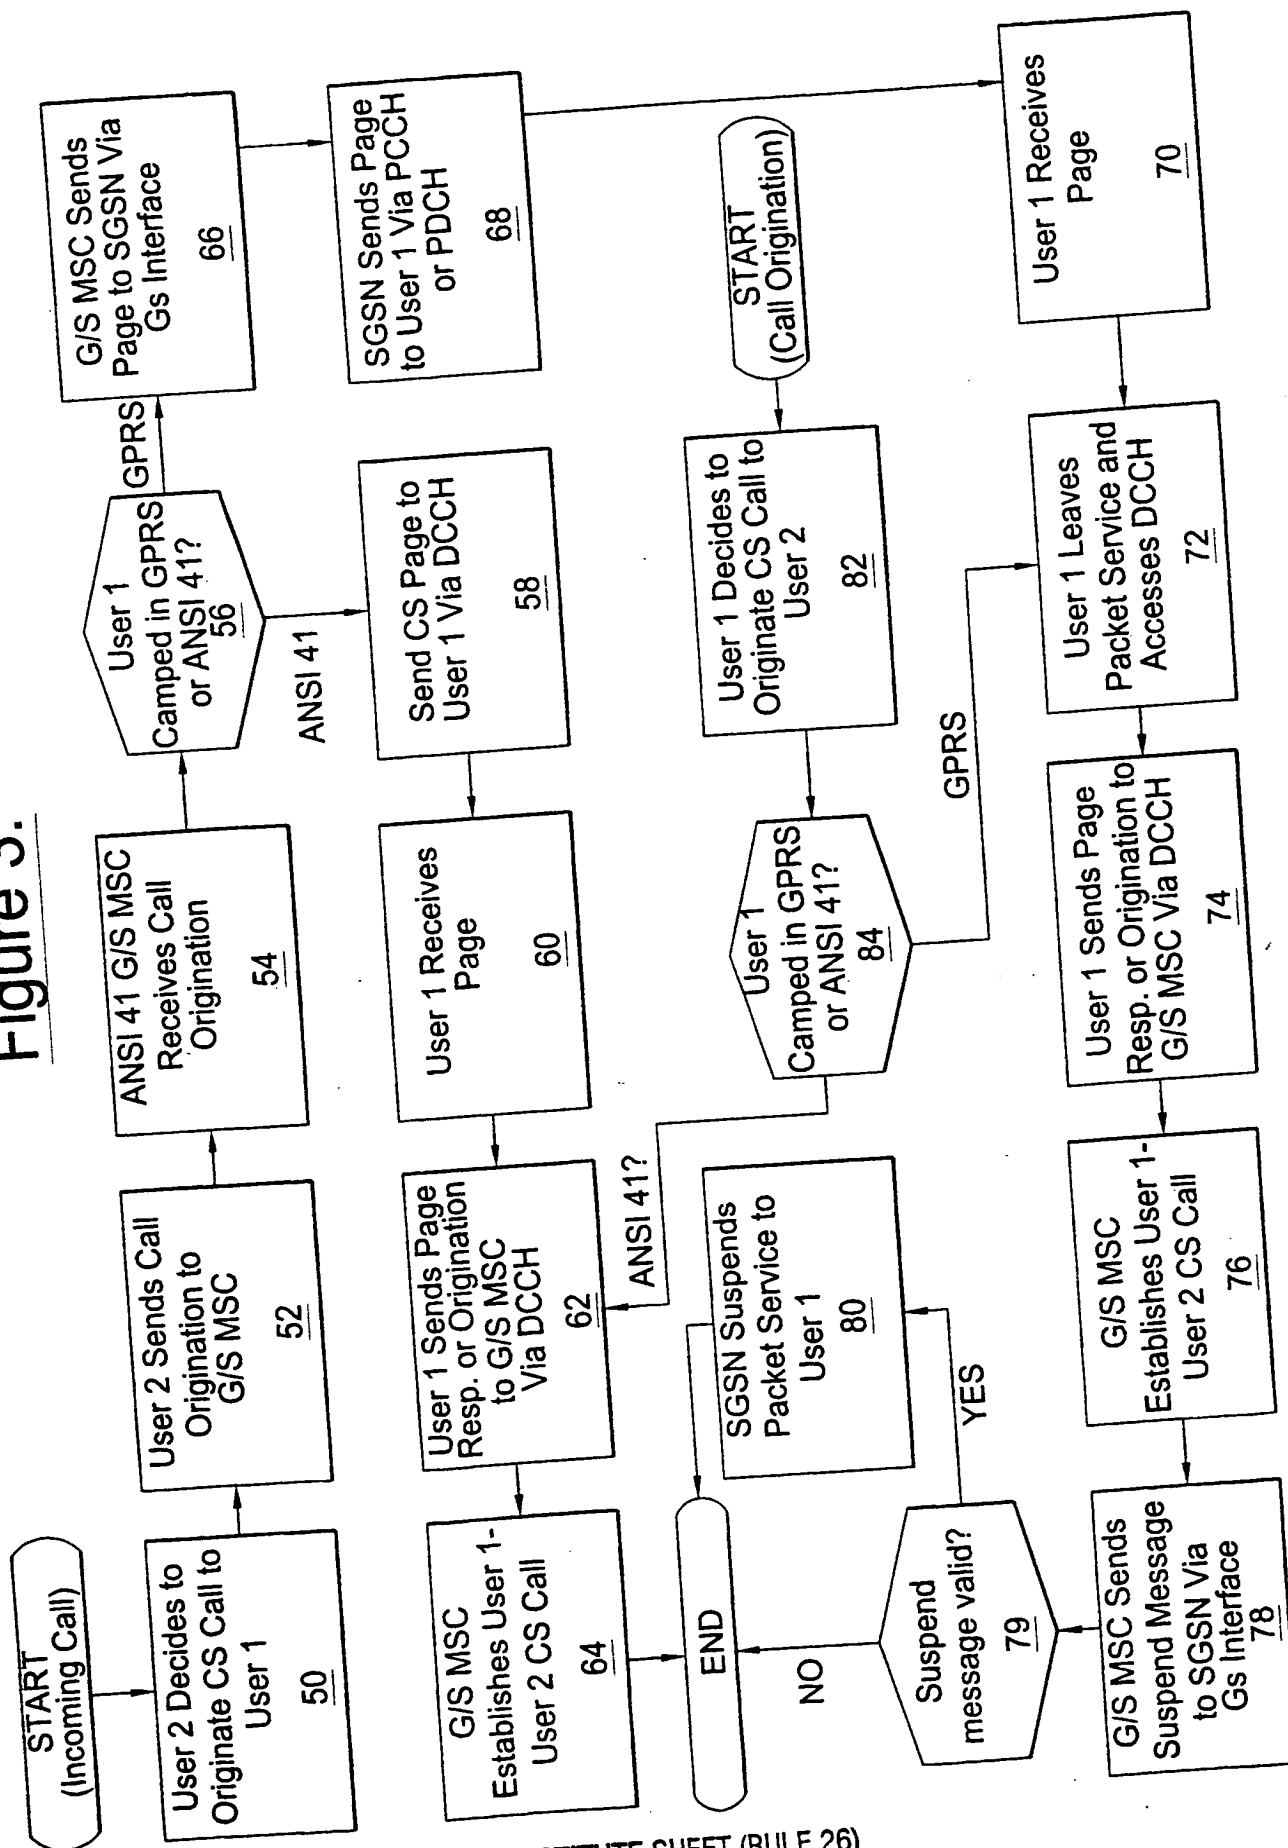 Figure 3.
START
(Incoming Call)
User 2 Decides to
Originate CS Call to
User 1
50
User 2 Sends Call
Origination to
G/S MSC
52
ANSI 41 G/S MSC
Receives Call
Origination
54
User 1
Camped in GPRS
or ANSI 41?
56
GPRS
ANSI 41
G/S MSC Sends
Page to SGSN Via
Gs Interface
66
SGSN Sends Page
to User 1 Via PCCH
or PDCH
68
Send CS Page to
User 1 Via DCCH
58
User 1 Receives
Page
60
User 1 Sends Page
Resp. or Origination
to G/S MSC
Via DCCH
62
G/S MSC
Establishes User 1-
User 2 CS Call
64
END
START
(Call Origination)
User 1 Decides to
Originate CS Call to
User 2
82
User 1
Camped in GPRS
or ANSI 41?
84
ANSI 41?
GPRS
SGSN Suspends
Packet Service to
User 1
80
YES
NO
Suspend
message valid?
79
User 1 Receives
Page
70
User 1 Leaves
Packet Service and
Accesses DCCH
72
User 1 Sends Page
Resp. or Origination to
G/S MSC Via DCCH
74
G/S MSC
Establishes User 1-
User 2 CS Call
76
G/S MSC Sends
Suspend Message
to SGSN Via
Gs Interface
78
SHEET (RULE 26)